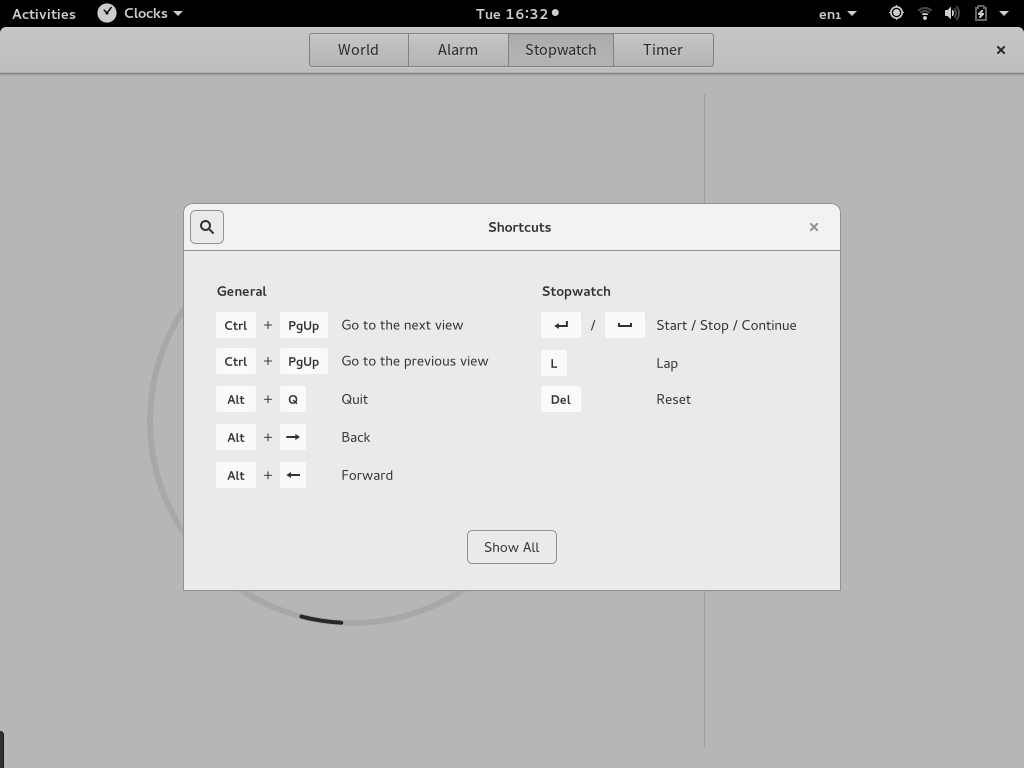 Activities Clocks Tue 16:32 en₁
World Alarm Stopwatch Timer
Shortcuts
General
Ctrl + PgUp Go to the next view
Ctrl + PgUp Go to the previous view
Alt + Q Quit
Alt + → Back
Alt + ← Forward
Stopwatch
↵ / ␣ Start / Stop / Continue
L Lap
Del Reset
Show All